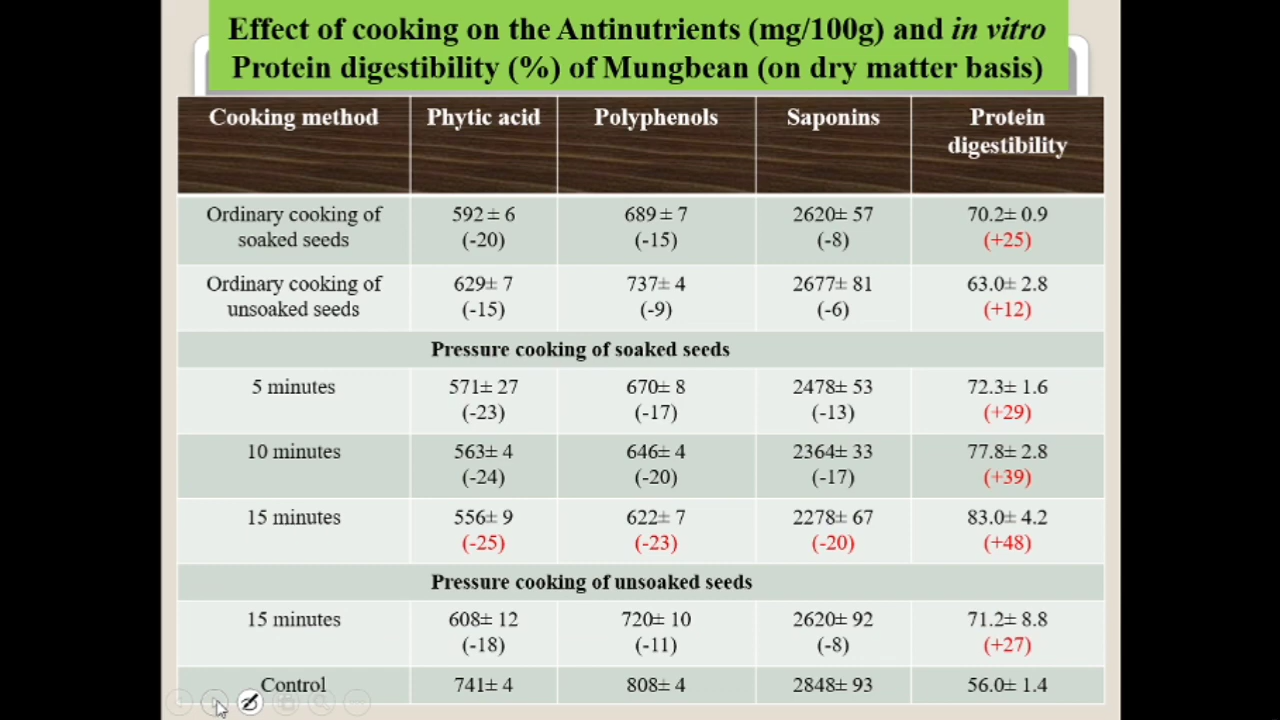 Effect of cooking on the Antinutrients (mg/100g) and in vitro
Protein digestibility (%) of Mungbean (on dry matter basis)
Cooking method Phytic acid Polyphenols Saponins Protein
digestibility
Ordinary cooking of 592 ± 6 689 ± 7 2620± 57 70.2± 0.9
soaked seeds (-20) (-15) (-8) (+25)
Ordinary cooking of 629± 7 737± 4 2677± 81 63.0± 2.8
unsoaked seeds (-15) (-9) (-6) (+12)
Pressure cooking of soaked seeds
5 minutes 571± 27 670± 8 2478± 53 72.3± 1.6
(-23) (-17) (-13) (+29)
10 minutes 563± 4 646± 4 2364± 33 77.8± 2.8
(-24) (-20) (-17) (+39)
15 minutes 556± 9 622± 7 2278± 67 83.0± 4.2
(-25) (-23) (-20) (+48)
Pressure cooking of unsoaked seeds
15 minutes 608± 12 720± 10 2620± 92 71.2± 8.8
(-18) (-11) (-8) (+27)
Control 741± 4 808± 4 2848± 93 56.0± 1.4